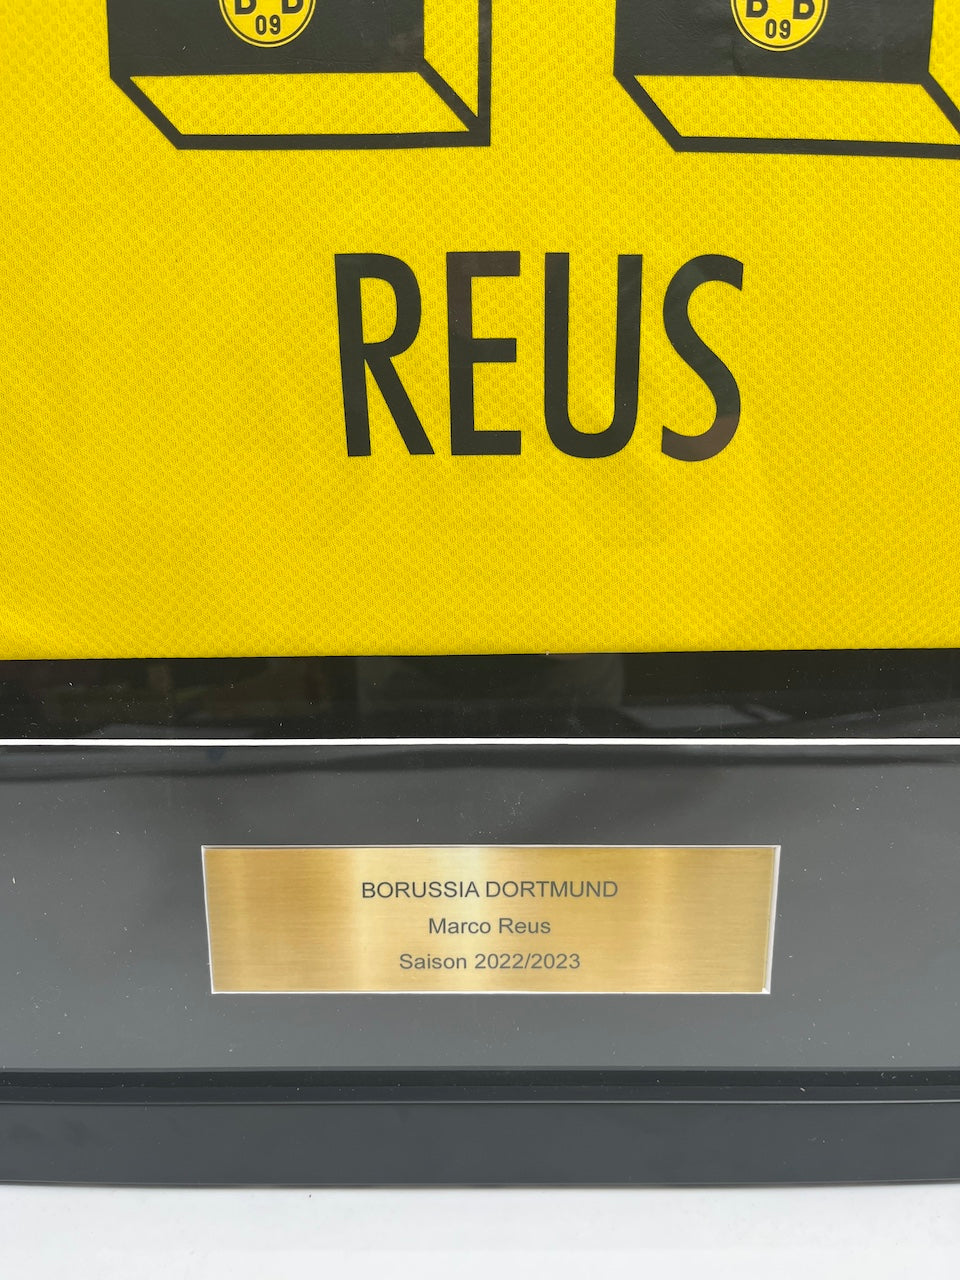 BVB 09
BVB 09
REUS
BORUSSIA DORTMUND
Marco Reus
Saison 2022/2023